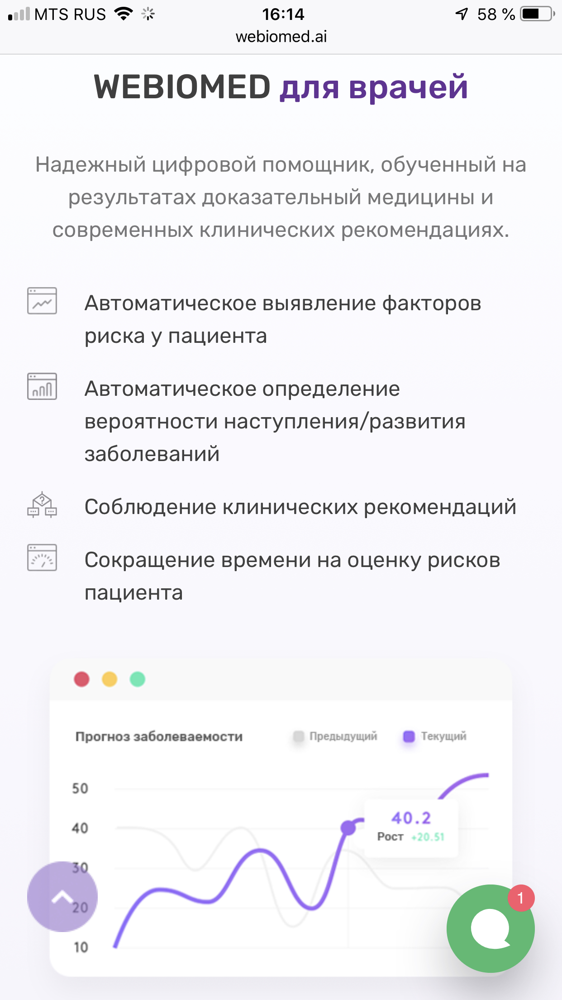 MTS RUS 16:14 58 %
webiomed.ai
WEBIOMED для врачей
Надежный цифровой помощник, обученный на
результатах доказательный медицины и
современных клинических рекомендациях.
Автоматическое выявление факторов
риска у пациента
Автоматическое определение
вероятности наступления/развития
заболеваний
Соблюдение клинических рекомендаций
Сокращение времени на оценку рисков
пациента
Прогноз заболеваемости Предыдущий Текущий
50
40.2
40
Рост +20.51
30
1
20
10